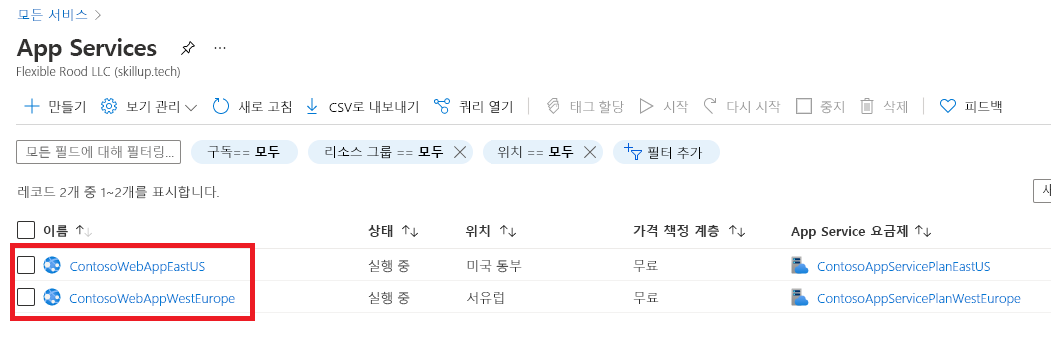 모든 서비스 >
App Services ...
Flexible Rood LLC (skillup.tech)
+ 만들기 보기 관리 새로 고침 CSV로 내보내기 쿼리 열기 태그 할당 시작 다시 시작 중지 삭제 피드백
모든 필드에 대해 필터링... 구독== 모두 리소스 그룹 == 모두 위치 == 모두 필터 추가
레코드 2개 중 1~2개를 표시합니다.
이름 ↑↓ 상태 ↑↓ 위치 ↑↓ 가격 책정 계층 ↑↓ App Service 요금제 ↑↓
ContosoWebAppEastUS 실행 중 미국 동부 무료 ContosoAppServicePlanEastUS
ContosoWebAppWestEurope 실행 중 서유럽 무료 ContosoAppServicePlanWestEurope